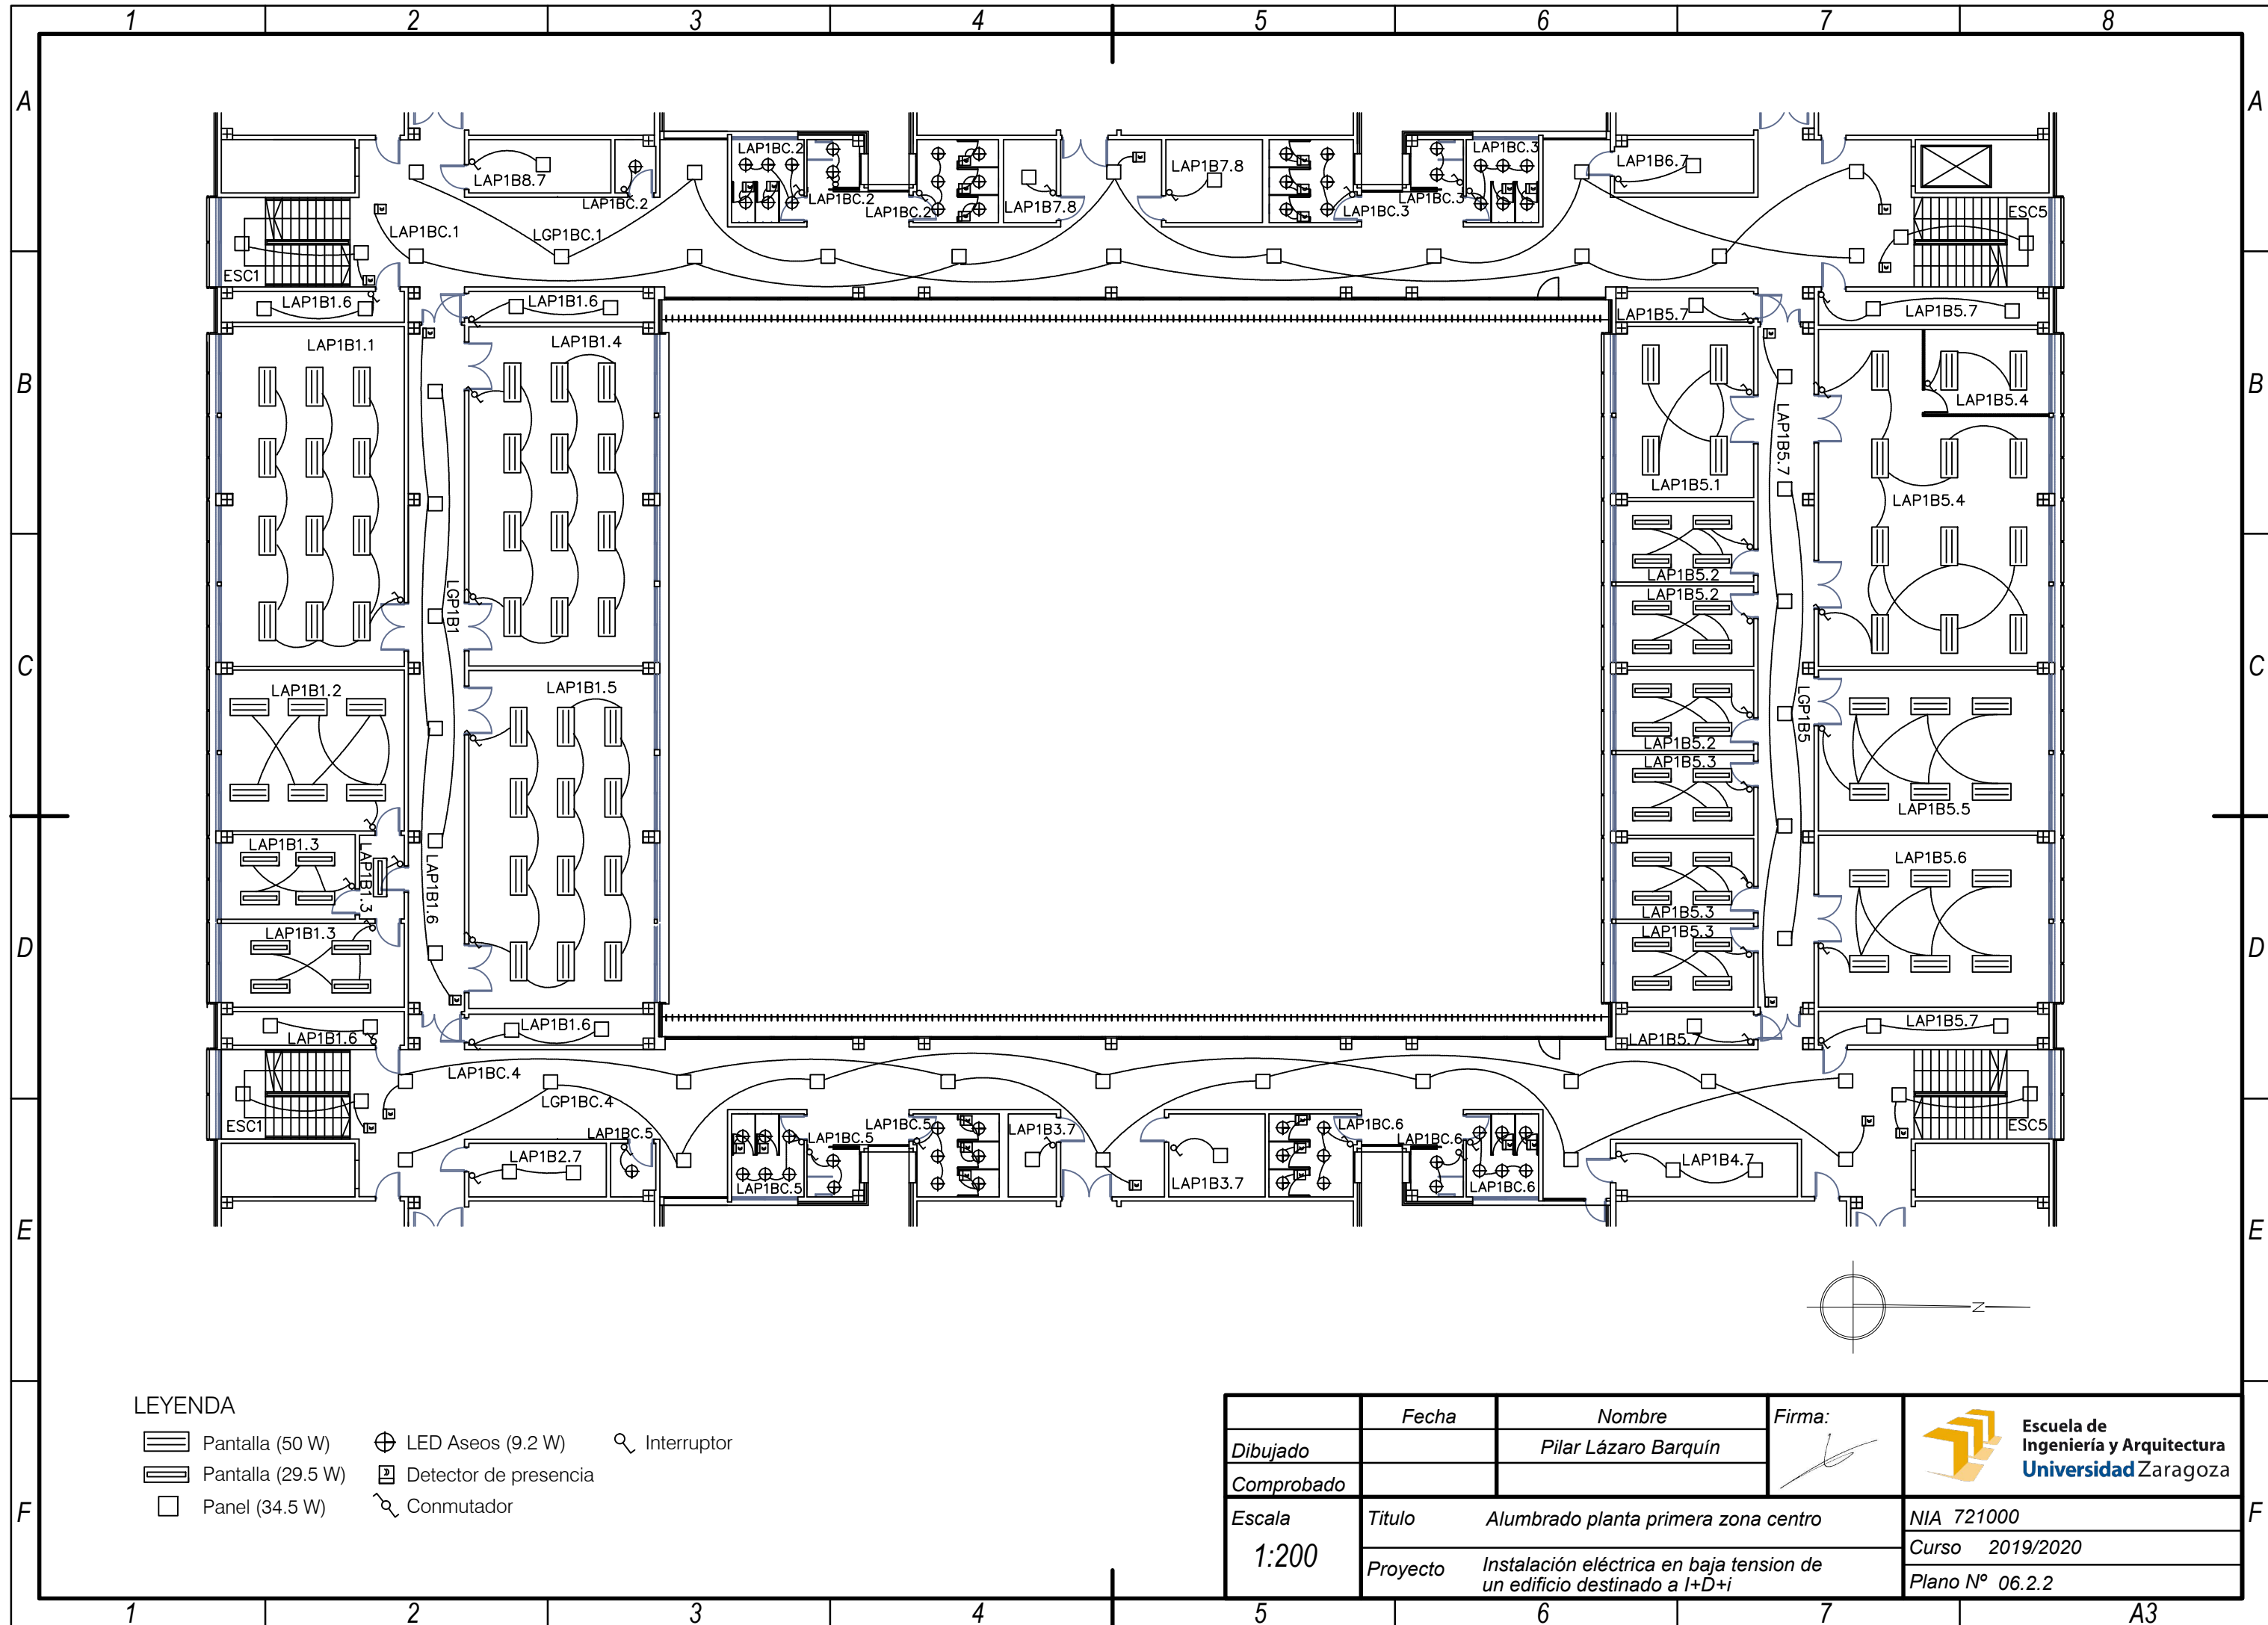 1 2 3 4 5 6 7 8
A A
LAP1BC.2 LAP1BC.3
LAP1B8.7 LAP1B7.8 LAP1B6.7
LAP1BC.2 LAP1BC.2 LAP1BC.2 LAP1B7.8 LAP1BC.3 LAP1BC.3
LAP1BC.1 LGP1BC.1 ESC5
ESC1
LAP1B1.6 LAP1B1.6 LAP1B5.7 LAP1B5.7
LAP1B1.1 LAP1B1.4
B B
LAP1B5.4
LAP1B5.7
LAP1B5.1 LAP1B5.4
LAP1B5.2
LAP1B5.2
LGP1B1
C C
LAP1B1.2 LAP1B1.5
LGP1B5
LAP1B5.2
LAP1B5.3
LAP1B5.5
LAP1B1.3
LAP1B1.3
LAP1B1.6
LAP1B5.6
LAP1B5.3
LAP1B1.3 LAP1B5.3
D D
LAP1B1.6 LAP1B1.6 LAP1B5.7 LAP1B5.7
LAP1BC.4
LGP1BC.4
ESC1 LAP1BC.5 LAP1BC.5 LAP1BC.5 LAP1B3.7 LAP1BC.6 LAP1BC.6 ESC5
LAP1B2.7 LAP1B4.7
LAP1BC.5 LAP1B3.7 LAP1BC.6
E E
N
LEYENDA
Pantalla (50 W) LED Aseos (9.2 W) Interruptor
Pantalla (29.5 W) Detector de presencia
Panel (34.5 W) Conmutador
Fecha Nombre Firma:
Dibujado Pilar Lázaro Barquín
Comprobado
Escuela de
Ingeniería y Arquitectura
Universidad Zaragoza
Escala
1:200
Titulo Alumbrado planta primera zona centro
Proyecto Instalación eléctrica en baja tension de
un edificio destinado a I+D+i
NIA 721000
Curso 2019/2020
Plano Nº 06.2.2
F F
1 2 3 4 5 6 7 A3